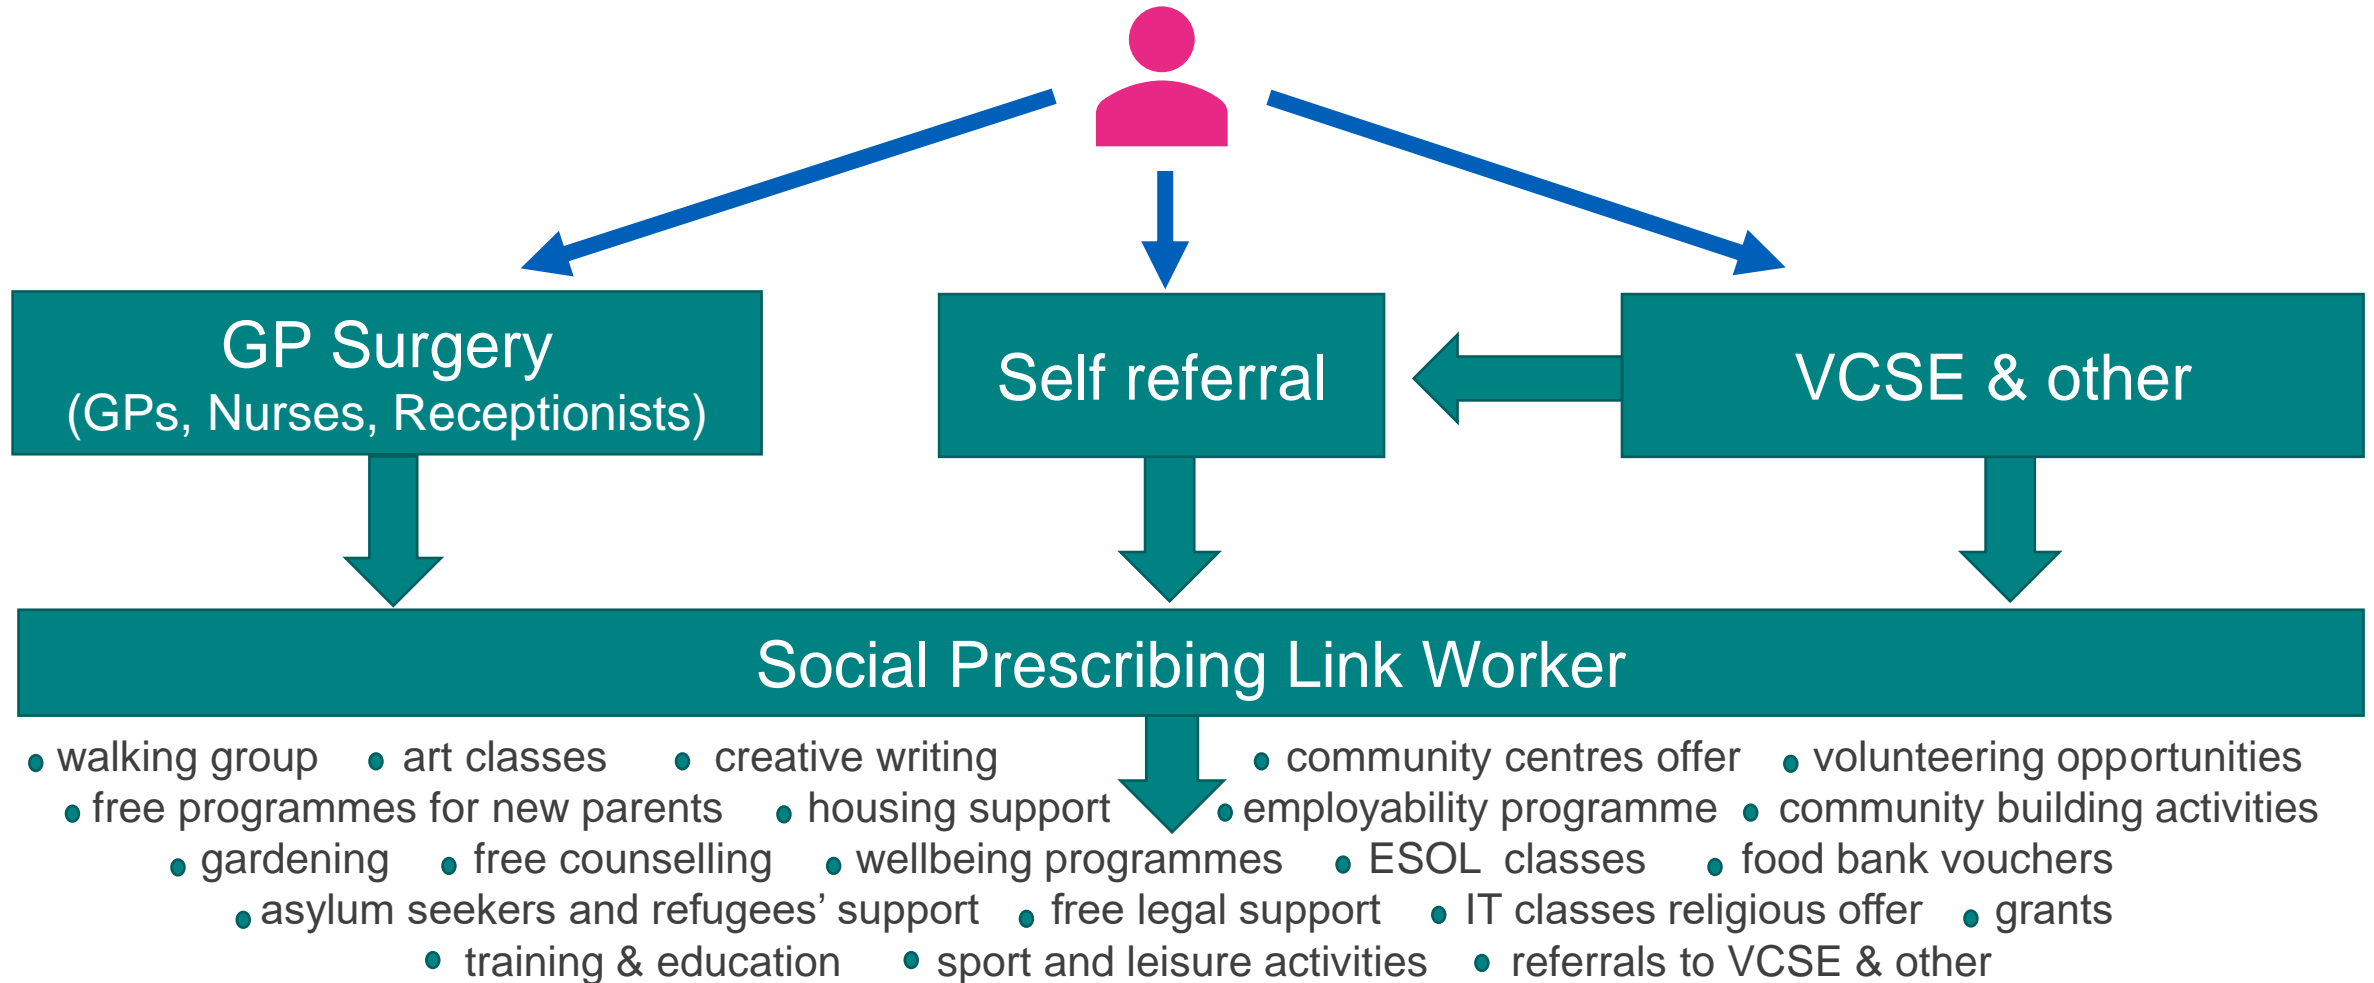 GP Surgery
(GPs, Nurses, Receptionists)
Self referral
VCSE & other
Social Prescribing Link Worker
• walking group • art classes • creative writing • community centres offer • volunteering opportunities
• free programmes for new parents • housing support • employability programme • community building activities
• gardening • free counselling • wellbeing programmes • ESOL classes • food bank vouchers
• asylum seekers and refugees’ support • free legal support • IT classes religious offer • grants
• training & education • sport and leisure activities • referrals to VCSE & other